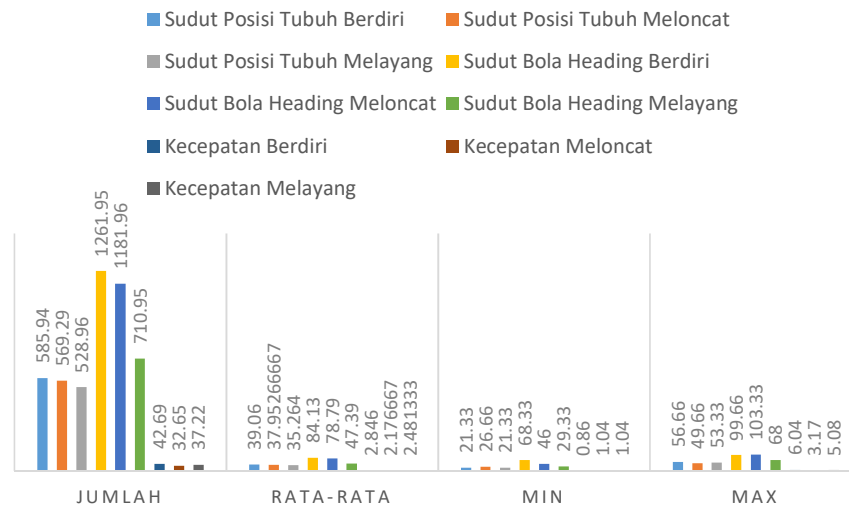 Sudut Posisi Tubuh Berdiri
Sudut Posisi Tubuh Meloncat
Sudut Posisi Tubuh Melayang
Sudut Bola Heading Berdiri
Sudut Bola Heading Meloncat
Sudut Bola Heading Melayang
Kecepatan Berdiri
Kecepatan Meloncat
Kecepatan Melayang
585.94
569.29
528.96
1261.95
1181.96
710.95
42.69
32.65
37.22
39.06
37.95266667
35.264
84.13
78.79
47.39
2.846
2.176667
2.481333
21.33
26.66
21.33
68.33
46
29.33
0.86
1.04
1.04
56.66
49.66
53.33
99.66
103.33
68
6.04
3.17
5.08
JUMLAH
RATA-RATA
MIN
MAX